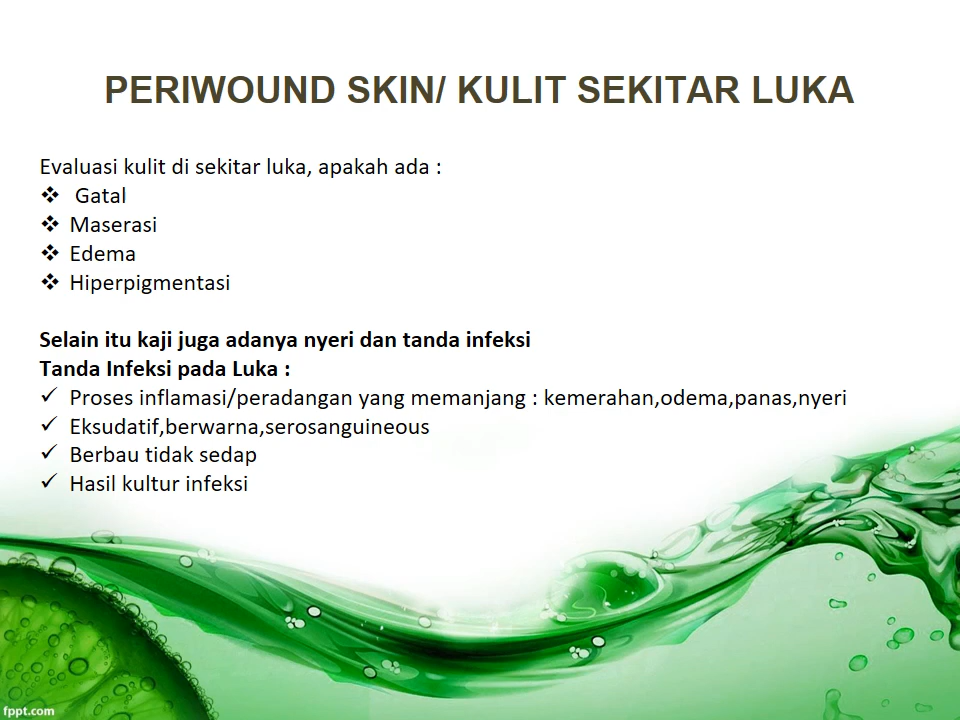 PERIWOUND SKIN/ KULIT SEKITAR LUKA
Evaluasi kulit di sekitar luka, apakah ada :
❖ Gatal
❖ Maserasi
❖ Edema
❖ Hiperpigmentasi
Selain itu kaji juga adanya nyeri dan tanda infeksi
Tanda Infeksi pada Luka :
✓ Proses inflamasi/peradangan yang memanjang : kemerahan,odema,panas,nyeri
✓ Eksudatif,berwarna,serosanguineous
✓ Berbau tidak sedap
✓ Hasil kultur infeksi
fppt.com